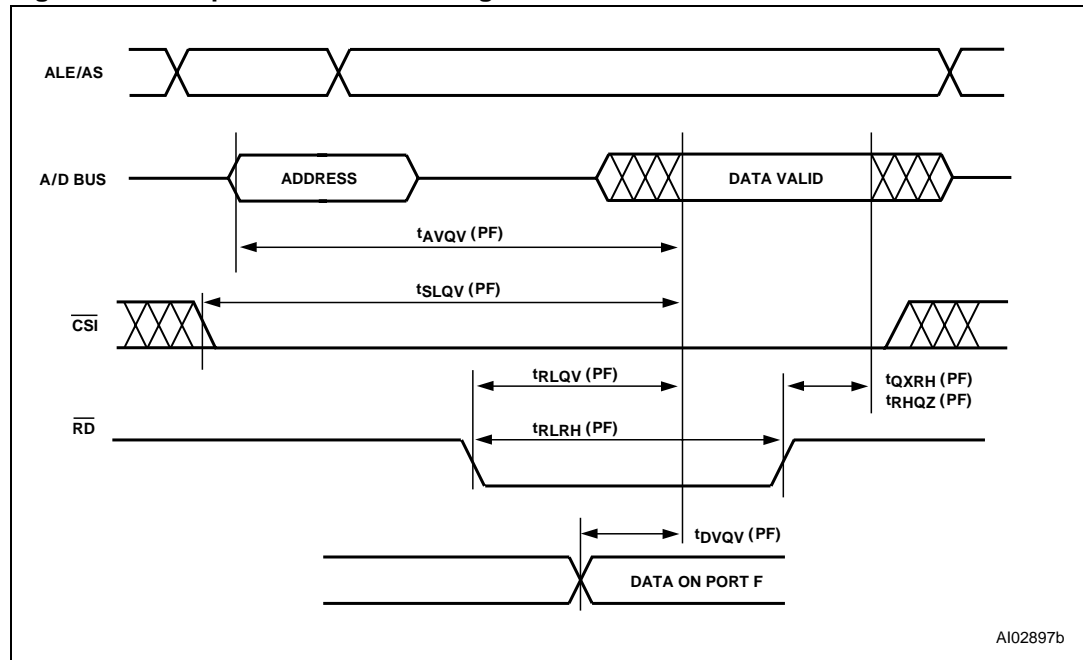 ALE/AS
A/D BUS
ADDRESS
DATA VALID
tAVQV (PF)
tSLQV (PF)
CSI
tRLQV (PF)
tQXRH (PF)
tRHQZ (PF)
RD
tRLRH (PF)
tDVQV (PF)
DATA ON PORT F
AI02897b